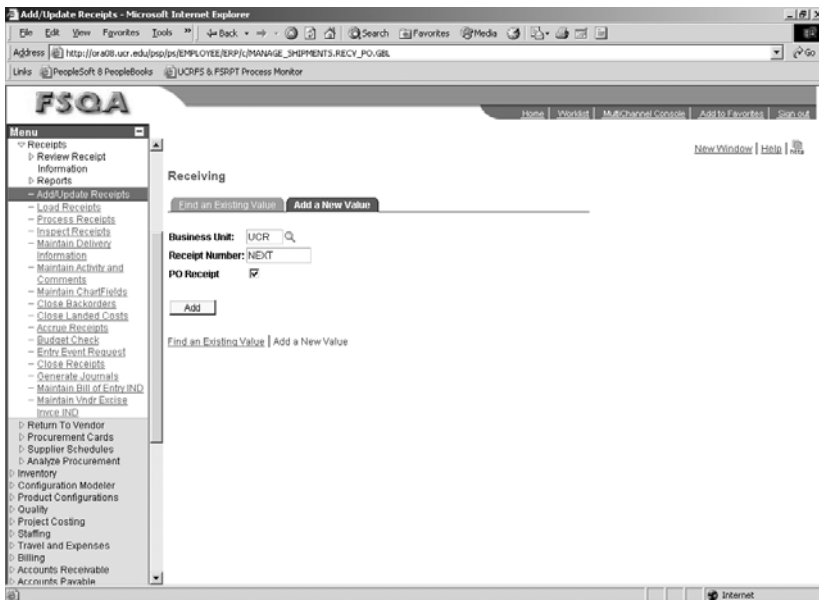 Add/Update Receipts - Microsoft Internet Explorer
File Edit View Favorites Tools » Back Search Favorites Media
Address http://ora08.ucr.edu/psp/ps/EMPLOYEE/ERP/c/MANAGE_SHIPMENTS.RECV_PO.GBL Go
Links PeopleSoft 8 PeopleBooks UCRFS & FSRPT Process Monitor
FSQA
Home | Worklist | MultiChannel Console | Add to Favorites | Sign out
Menu
New Window | Help |
Receipts
Review Receipt
Information
Reports
– Add/Update Receipts
– Load Receipts
– Process Receipts
– Inspect Receipts
– Maintain Delivery
Information
– Maintain Activity and
Comments
– Maintain ChartFields
– Close Backorders
– Close Landed Costs
– Accrue Receipts
– Budget Check
– Entry Event Request
– Close Receipts
– Generate Journals
– Maintain Bill of Entry IND
– Maintain Vndr Excise
Invce IND
Return To Vendor
Procurement Cards
Supplier Schedules
Analyze Procurement
Inventory
Configuration Modeler
Product Configurations
Quality
Project Costing
Staffing
Travel and Expenses
Billing
Accounts Receivable
Accounts Payable
Receiving
Find an Existing Value Add a New Value
Business Unit: UCR
Receipt Number: NEXT
PO Receipt
Add
Find an Existing Value | Add a New Value
Internet